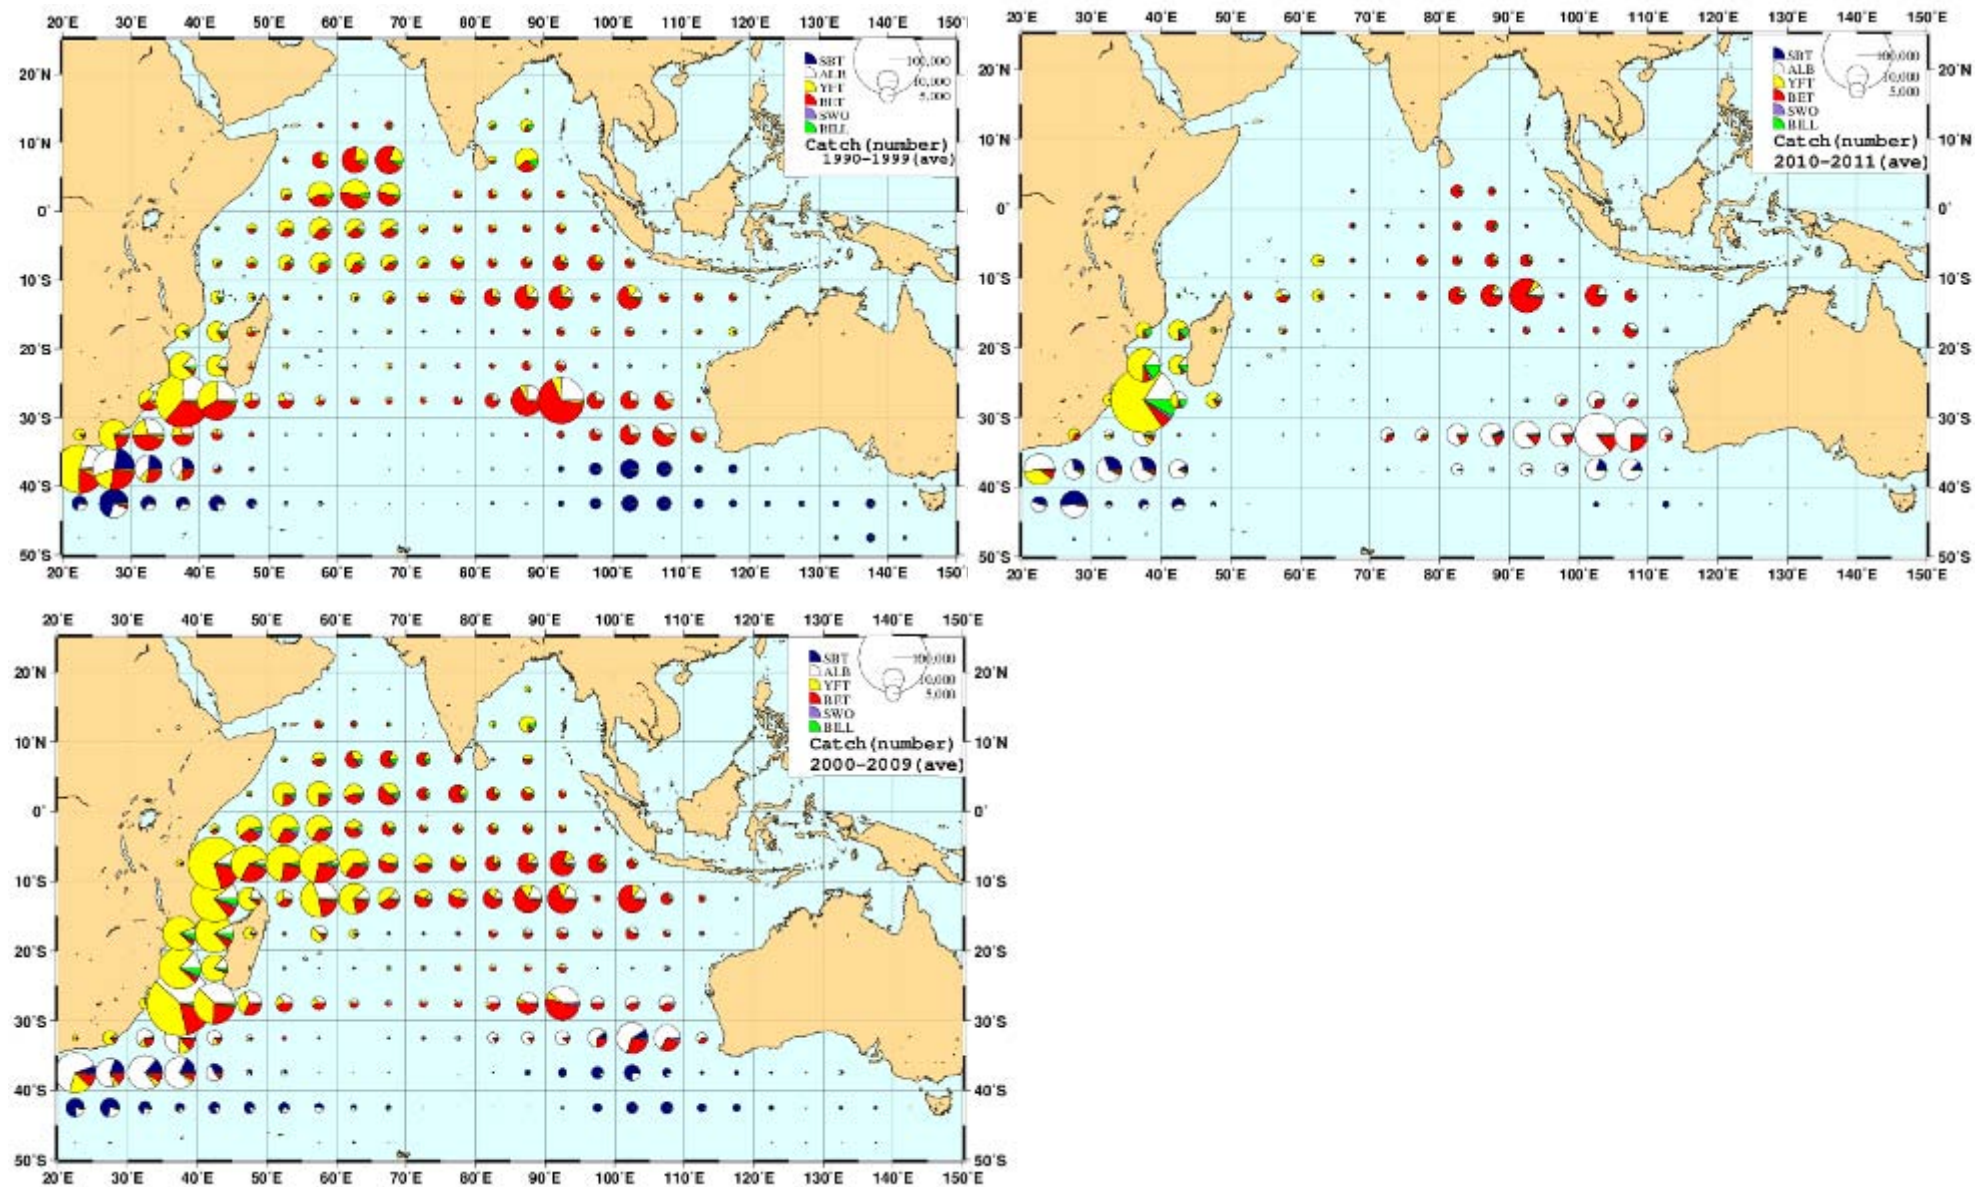 20°E 30°E 40°E 50°E 60°E 70°E 80°E 90°E 100°E 110°E 120°E 130°E 140°E 150°
20°N
10°N
0°
10°S
20°S
30°S
40°S
50°S
SBT
ALB
YFT
BET
SWO
BILL
100,000
10,000
5,000
Catch(number)
1990-1999(ave)
20°E 30°E 40°E 50°E 60°E 70°E 80°E 90°E 100°E 110°E 120°E 130°E 140°E 150°
20°E 30°E 40°E 50°E 60°E 70°E 80°E 90°E 100°E 110°E 120°E 130°E 140°E 150°E
20°N 20°N
10°N 10°N
0° 0°
10°S 10°S
20°S 20°S
30°S 30°S
40°S 40°S
50°S 50°S
SBT
ALB
YFT
BET
SWO
BILL
100,000
10,000
5,000
Catch(number)
2010-2011(ave)
20°E 30°E 40°E 50°E 60°E 70°E 80°E 90°E 100°E 110°E 120°E 130°E 140°E 150°E
20°E 30°E 40°E 50°E 60°E 70°E 80°E 90°E 100°E 110°E 120°E 130°E 140°E 150°E
20°N 20°N
10°N 10°N
0° 0°
10°S 10°S
20°S 20°S
30°S 30°S
40°S 40°S
50°S 50°S
SBT
ALB
YFT
BET
SWO
BILL
100,000
10,000
5,000
Catch(number)
2000-2009(ave)
20°E 30°E 40°E 50°E 60°E 70°E 80°E 90°E 100°E 110°E 120°E 130°E 140°E 150°E